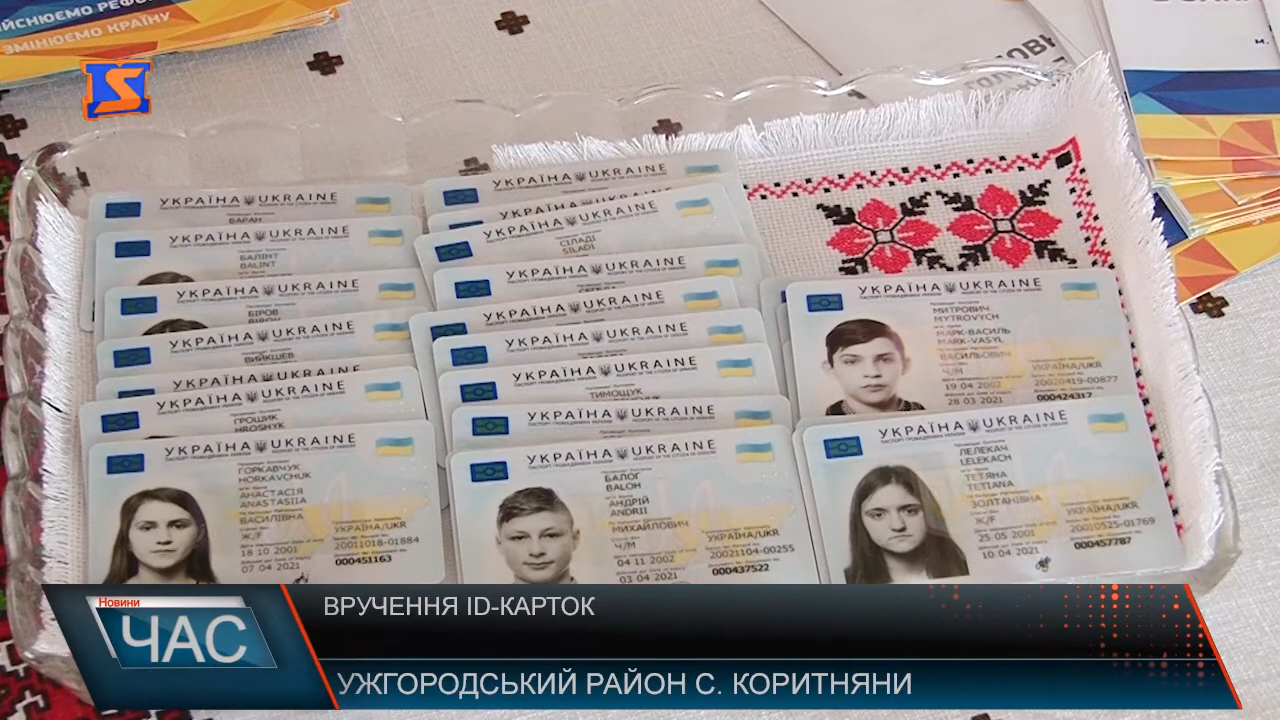 ЙСНЮЄМО РЕФО
ЗМІНЮЄМО КРАЇНУ
УКРАЇНА UKRAINE
БАРАН
УКРАЇНА UKRAINE
БАЛІНТ
BALINT
УКРАЇНА UKRAINE
БІРОВ
УКРАЇНА UKRAINE
ВИЙКШЕВ
УКРАЇНА UKRAINE
УКРАЇНА UKRAINE
ГРОШИК
HROSHYK
УКРАЇНА UKRAINE
ГОРКАВЧУК
HORKAVCHUK
АНАСТАСІЯ
ANASTASIIA
ВАСИЛІВНА
Ж/F
УКРАЇНА/UKR
18 10 2001
20011018-01884
07 04 2021
000451163
УКРАЇНА UKRAINE
УКРАЇНА UKRAINE
УКРАЇНА UKRAINE
СІЛАДІ
SILADI
УКРАЇНА UKRAINE
УКРАЇНА UKRAINE
УКРАЇНА UKRAINE
УКРАЇНА UKRAINE
ТИМОЩУК
УКРАЇНА UKRAINE
УКРАЇНА UKRAINE
БАЛОГ
BALOH
АНДРІЙ
ANDRII
МИХАЙЛОВИЧ
Ч/M
УКРАЇНА/UKR
04 11 2002
20021104-00255
03 04 2021
000437522
УКРАЇНА UKRAINE
МИТРОВИЧ
MYTROVYCH
МАРК-ВАСИЛЬ
MARK-VASYL
ВАСИЛЬОВИЧ
Ч/M
УКРАЇНА/UKR
19 04 2002
20020419-00877
28 03 2021
000424317
УКРАЇНА UKRAINE
ЛЕЛЕКАЧ
LELEKACH
ТЕТЯНА
TETIANA
ЗОЛТАНІВНА
Ж/F
УКРАЇНА/UKR
25 05 2001
20010525-01769
10 04 2021
000457787
Новини
ЧАС
ВРУЧЕННЯ ID-КАРТОК
УЖГОРОДСЬКИЙ РАЙОН С. КОРИТНЯНИ